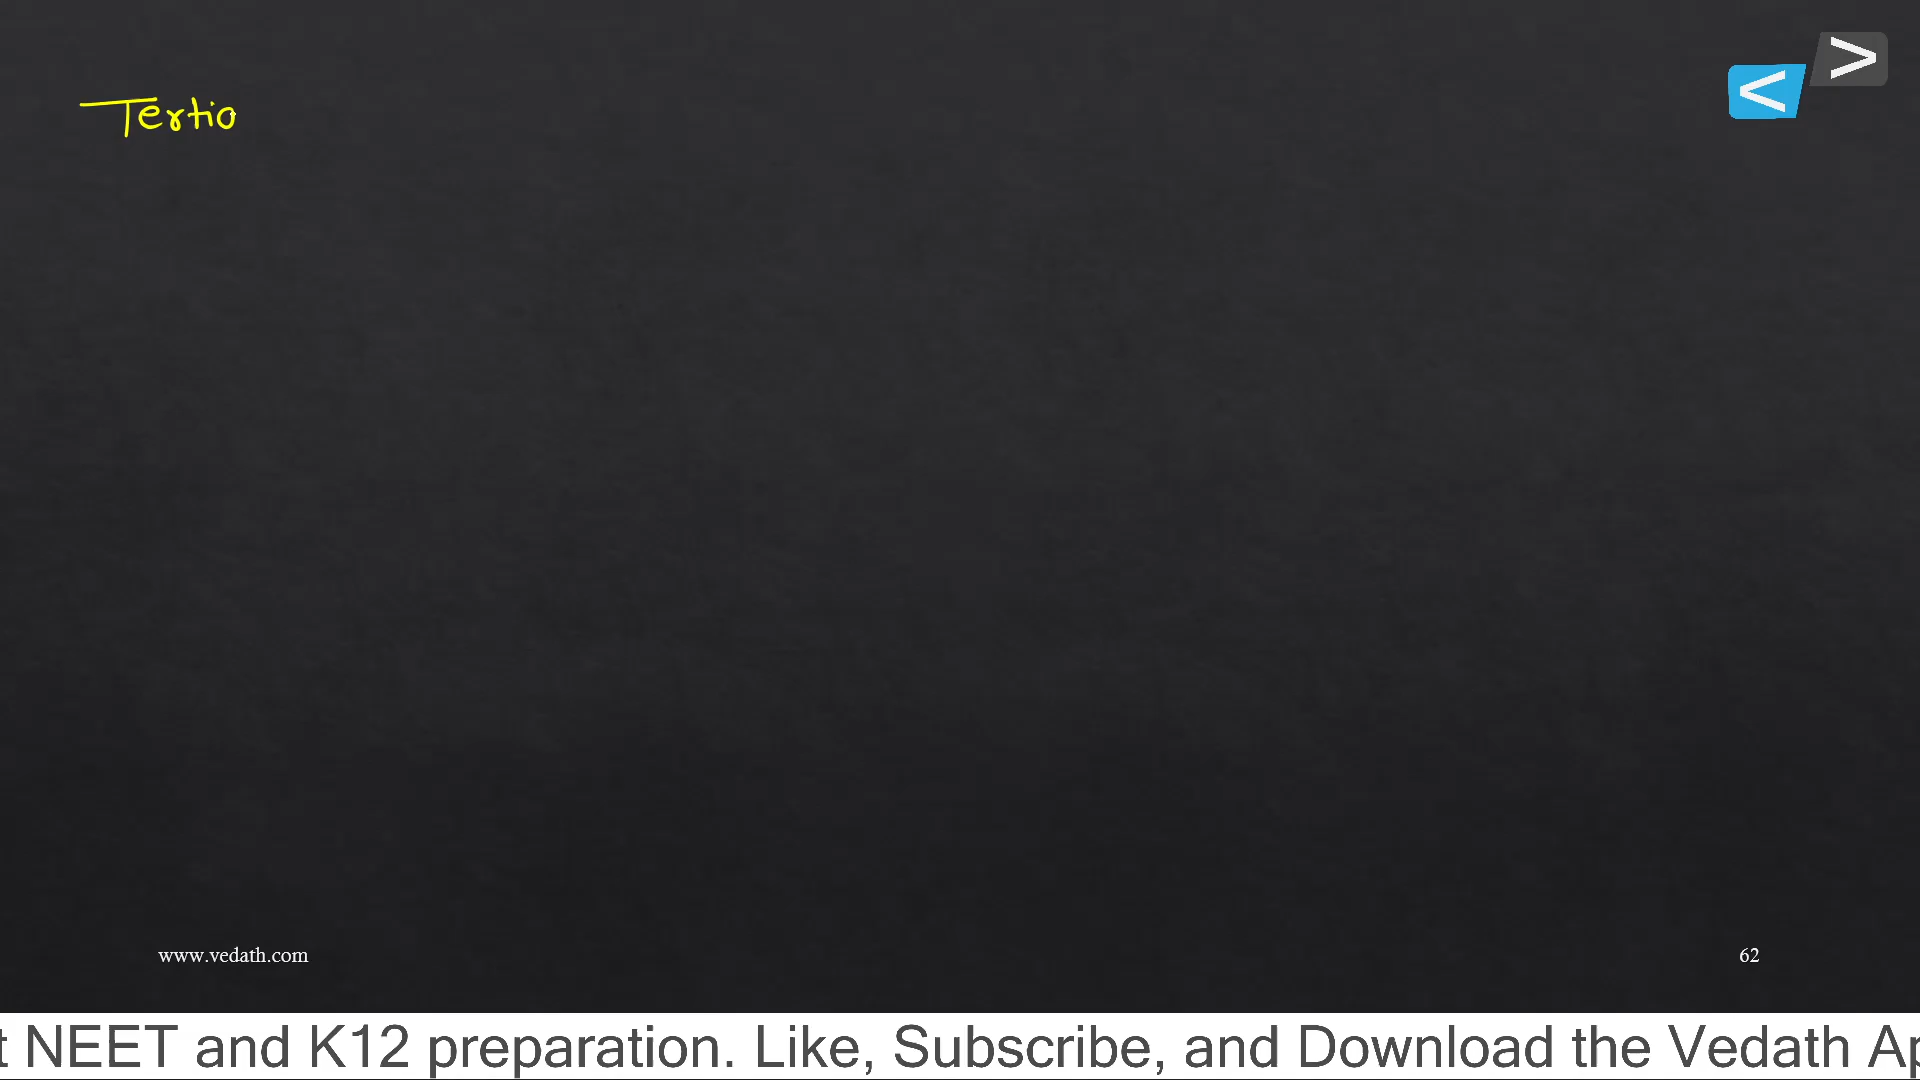 Tertio
www.vedath.com
62
t NEET and K12 preparation. Like, Subscribe, and Download the Vedath Ap